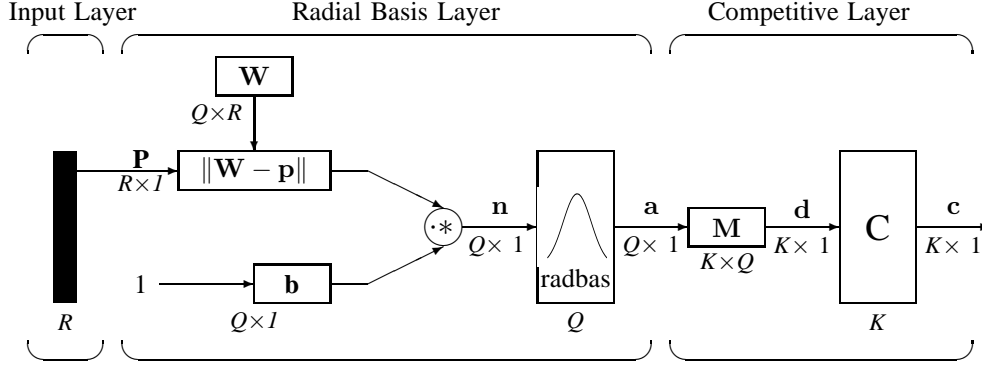 Input Layer Radial Basis Layer Competitive Layer
W
Q×R
P
R×1
‖W − p‖
·*
n
Q× 1
a
Q× 1
M
K×Q
d
K× 1
C
c
K× 1
radbas
1
b
Q×1
R
Q
K